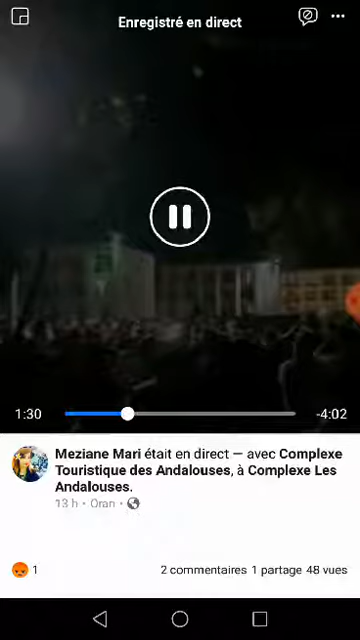 Enregistré en direct
1:30
-4:02
Meziane Mari était en direct — avec Complexe
Touristique des Andalouses, à Complexe Les
Andalouses.
13 h · Oran ·
1
2 commentaires 1 partage 48 vues